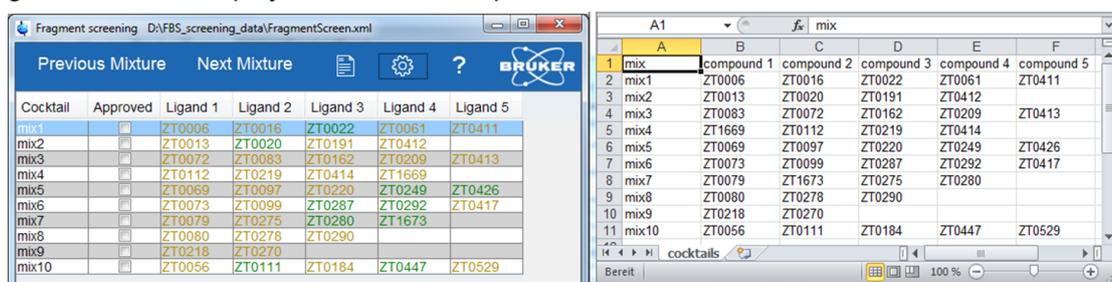 Fragment screening D:\FBS_screening_data\FragmentScreen.xml
Previous Mixture Next Mixture ? BRUKER
Cocktail Approved Ligand 1 Ligand 2 Ligand 3 Ligand 4 Ligand 5
mix1 ZT0006 ZT0016 ZT0022 ZT0061 ZT0411
mix2 ZT0013 ZT0020 ZT0191 ZT0412
mix3 ZT0072 ZT0083 ZT0162 ZT0209 ZT0413
mix4 ZT0112 ZT0219 ZT0414 ZT1669
mix5 ZT0069 ZT0097 ZT0220 ZT0249 ZT0426
mix6 ZT0073 ZT0099 ZT0287 ZT0292 ZT0417
mix7 ZT0079 ZT0275 ZT0280 ZT1673
mix8 ZT0080 ZT0278 ZT0290
mix9 ZT0218 ZT0270
mix10 ZT0056 ZT0111 ZT0184 ZT0447 ZT0529
A1 fx mix
A B C D E F
1 mix compound 1 compound 2 compound 3 compound 4 compound 5
2 mix1 ZT0006 ZT0016 ZT0022 ZT0061 ZT0411
3 mix2 ZT0013 ZT0020 ZT0191 ZT0412
4 mix3 ZT0083 ZT0072 ZT0162 ZT0209 ZT0413
5 mix4 ZT1669 ZT0112 ZT0219 ZT0414
6 mix5 ZT0069 ZT0097 ZT0220 ZT0249 ZT0426
7 mix6 ZT0073 ZT0099 ZT0287 ZT0292 ZT0417
8 mix7 ZT0079 ZT1673 ZT0275 ZT0280
9 mix8 ZT0080 ZT0278 ZT0290
10 mix9 ZT0218 ZT0270
11 mix10 ZT0056 ZT0111 ZT0184 ZT0447 ZT0529
cocktails
Bereit 100 %